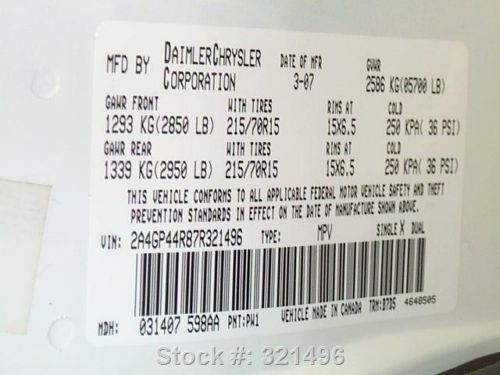 MFD BY DAIMLERCHRYSLER CORPORATION DATE OF MFR 3-07 GVWR 2586 KG(05700 LB)
GAWR FRONT WITH TIRES RIMS AT COLD
1293 KG(2850 LB) 215/70R15 15X6.5 250 KPA( 36 PSI)
GAWR REAR WITH TIRES RIMS AT COLD
1339 KG(2950 LB) 215/70R15 15X6.5 250 KPA( 36 PSI)
THIS VEHICLE CONFORMS TO ALL APPLICABLE FEDERAL MOTOR VEHICLE SAFETY AND THEFT
PREVENTION STANDARDS IN EFFECT ON THE DATE OF MANUFACTURE SHOWN ABOVE.
VIN: 2A4GP44R87R321496 TYPE: MPV SINGLE X DUAL
MDH: 031407 598AA PNT:PW1 VEHICLE MADE IN CANADA TRM:B7D5 4648505
Stock #: 321496